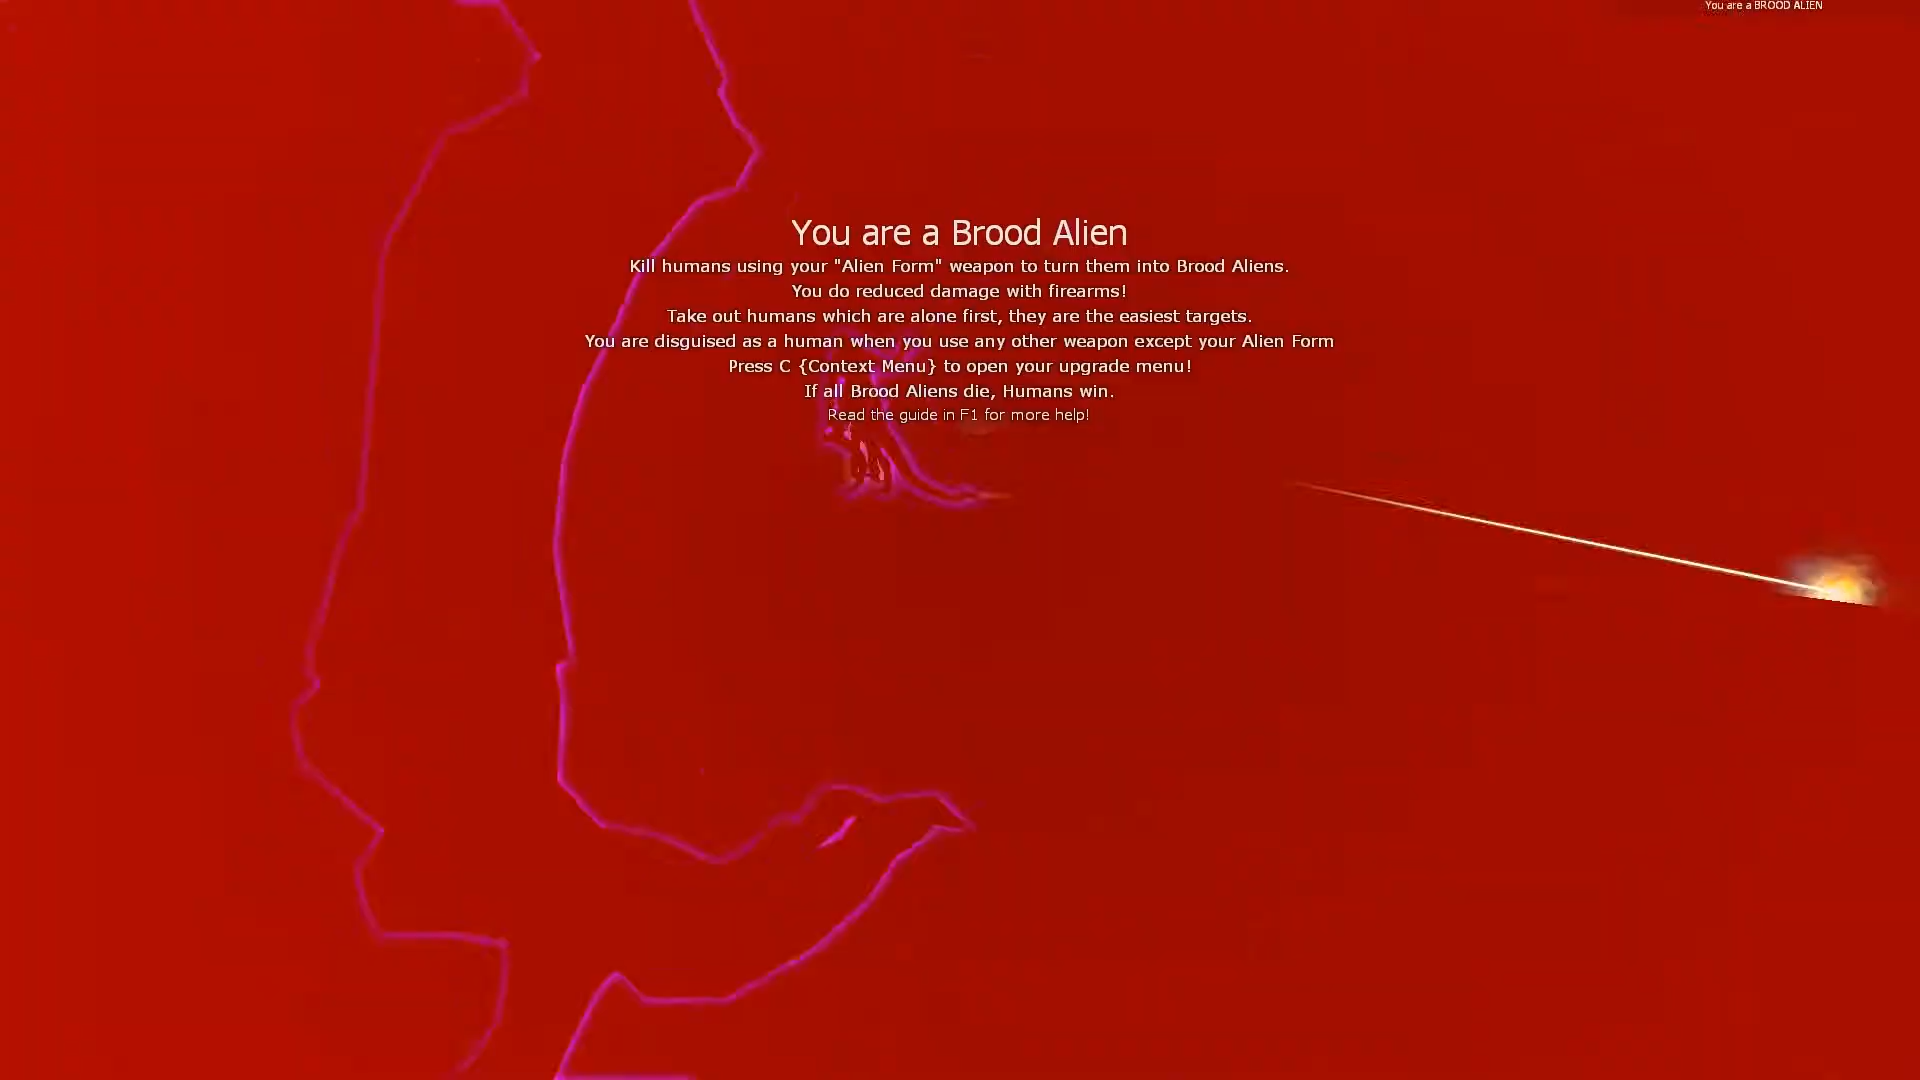 You are a BROOD ALIEN
You are a Brood Alien
Kill humans using your "Alien Form" weapon to turn them into Brood Aliens.
You do reduced damage with firearms!
Take out humans which are alone first, they are the easiest targets.
You are disguised as a human when you use any other weapon except your Alien Form
Press C {Context Menu} to open your upgrade menu!
If all Brood Aliens die, Humans win.
Read the guide in F1 for more help!